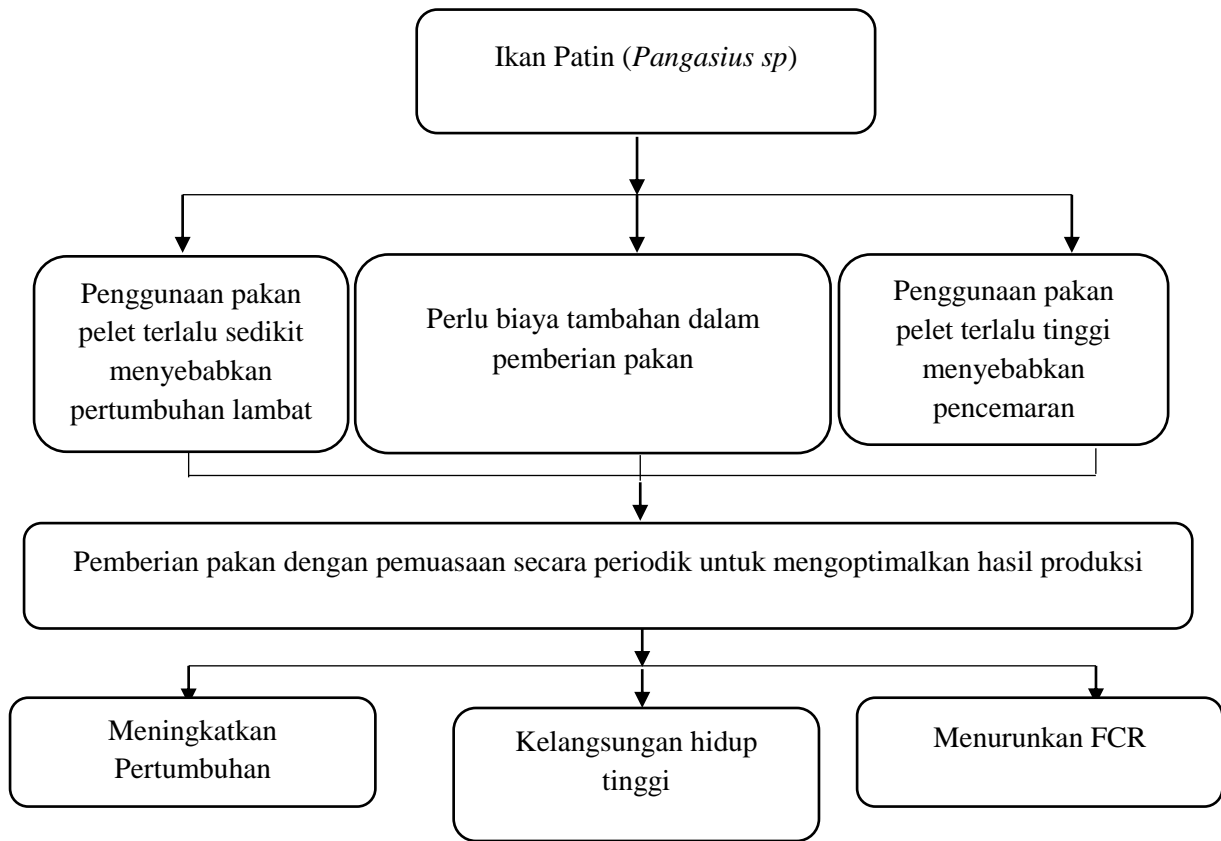 Ikan Patin (Pangasius sp)
Penggunaan pakan
pelet terlalu sedikit
menyebabkan
pertumbuhan lambat
Perlu biaya tambahan dalam
pemberian pakan
Penggunaan pakan
pelet terlalu tinggi
menyebabkan
pencemaran
Pemberian pakan dengan pemuasaan secara periodik untuk mengoptimalkan hasil produksi
Meningkatkan
Pertumbuhan
Kelangsungan hidup
tinggi
Menurunkan FCR